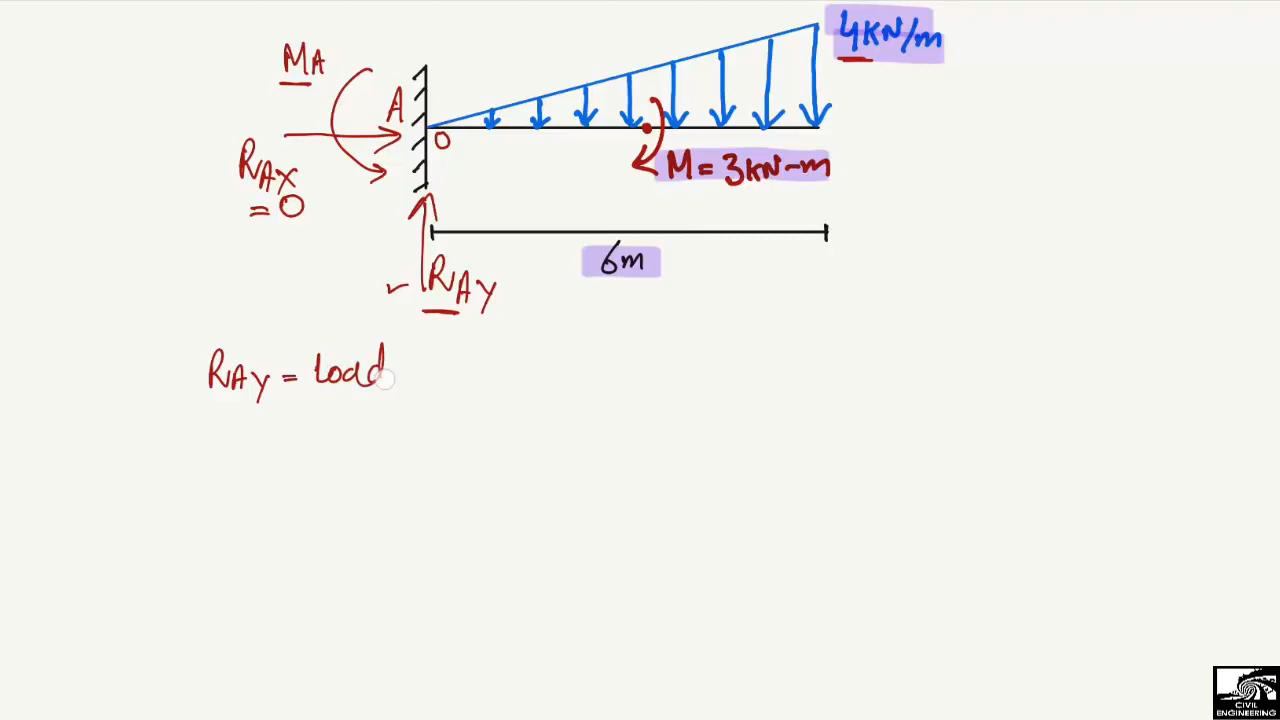 4KN/m
MA
A
O
RAX
= 0
M = 3KN-m
6m
RAY
RAY = Load
CIVIL
ENGINEERING